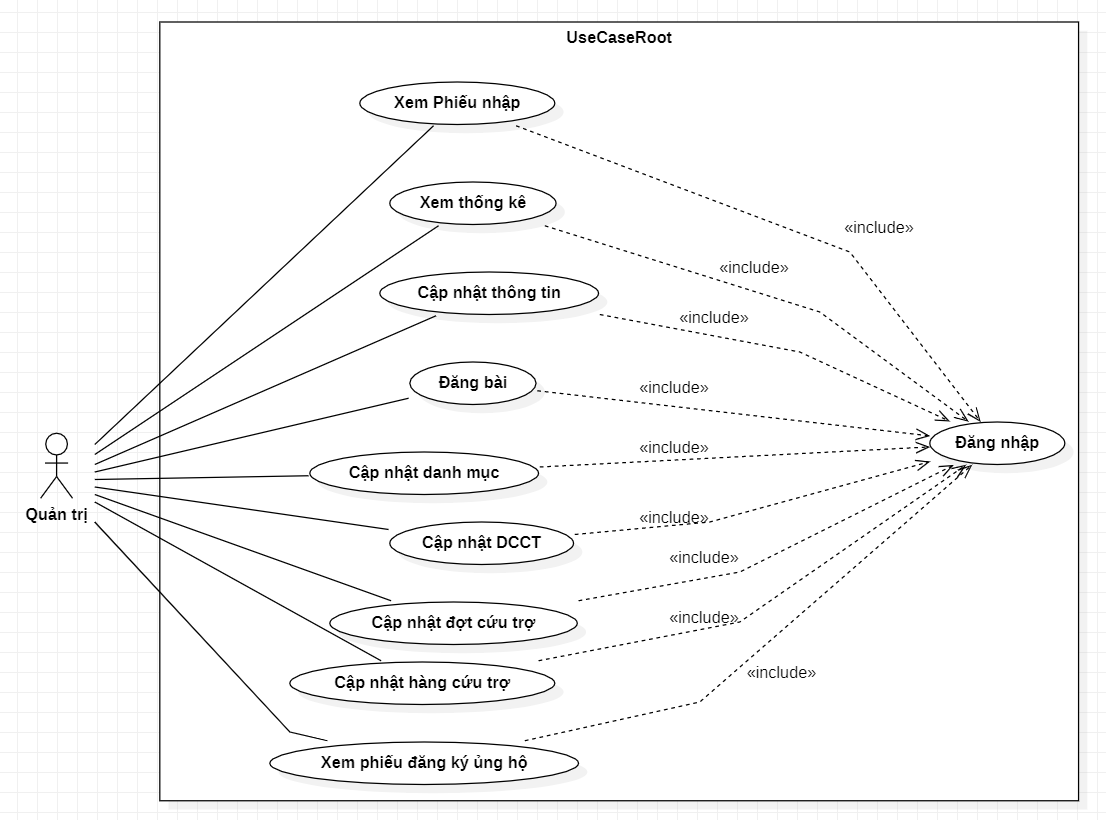 UseCaseRoot
Xem Phiếu nhập
Xem thống kê
«include»
«include»
Cập nhật thông tin
«include»
Đăng bài
«include»
Đăng nhập
«include»
Cập nhật danh mục
Quản trị
«include»
Cập nhật DCCT
«include»
Cập nhật đợt cứu trợ
«include»
Cập nhật hàng cứu trợ
«include»
Xem phiếu đăng ký ủng hộ